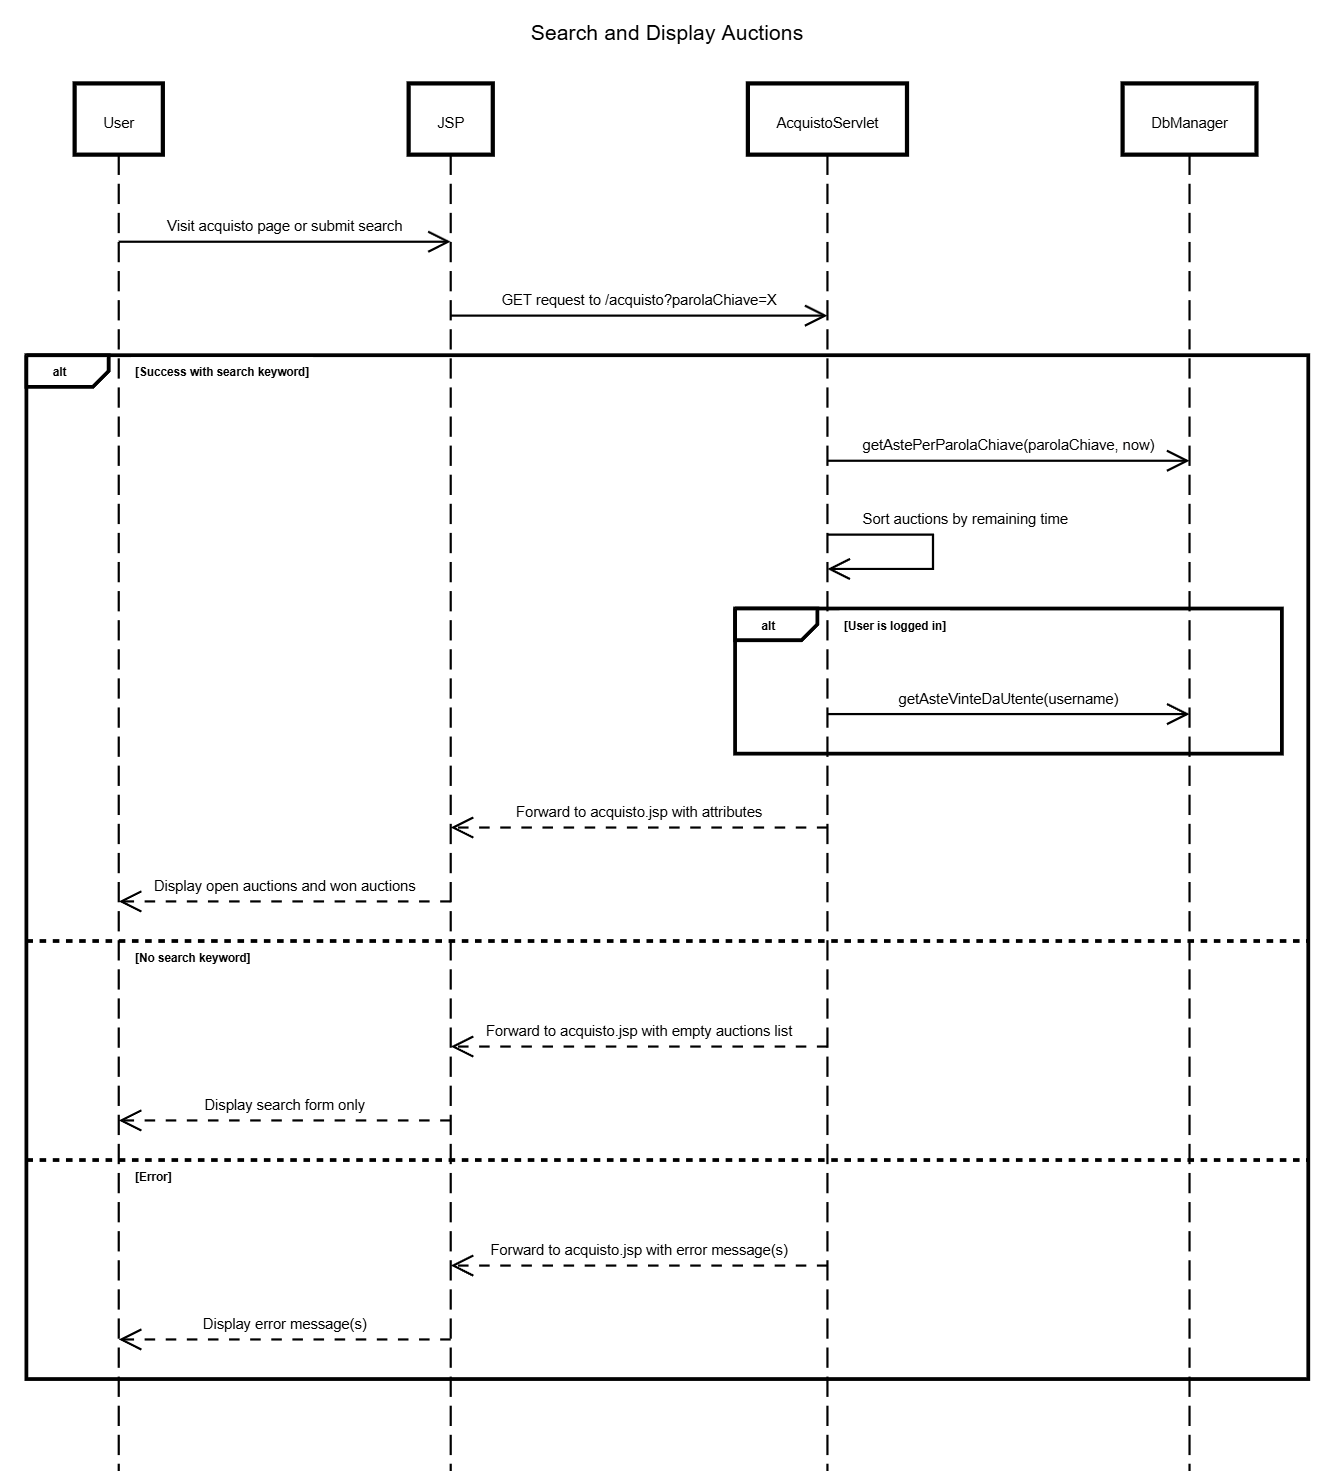 Search and Display Auctions
User
JSP
AcquistoServlet
DbManager
Visit acquisto page or submit search
GET request to /acquisto?parolaChiave=X
alt
[Success with search keyword]
getAstePerParolaChiave(parolaChiave, now)
Sort auctions by remaining time
alt
[User is logged in]
getAsteVinteDaUtente(username)
Forward to acquisto.jsp with attributes
Display open auctions and won auctions
[No search keyword]
Forward to acquisto.jsp with empty auctions list
Display search form only
[Error]
Forward to acquisto.jsp with error message(s)
Display error message(s)